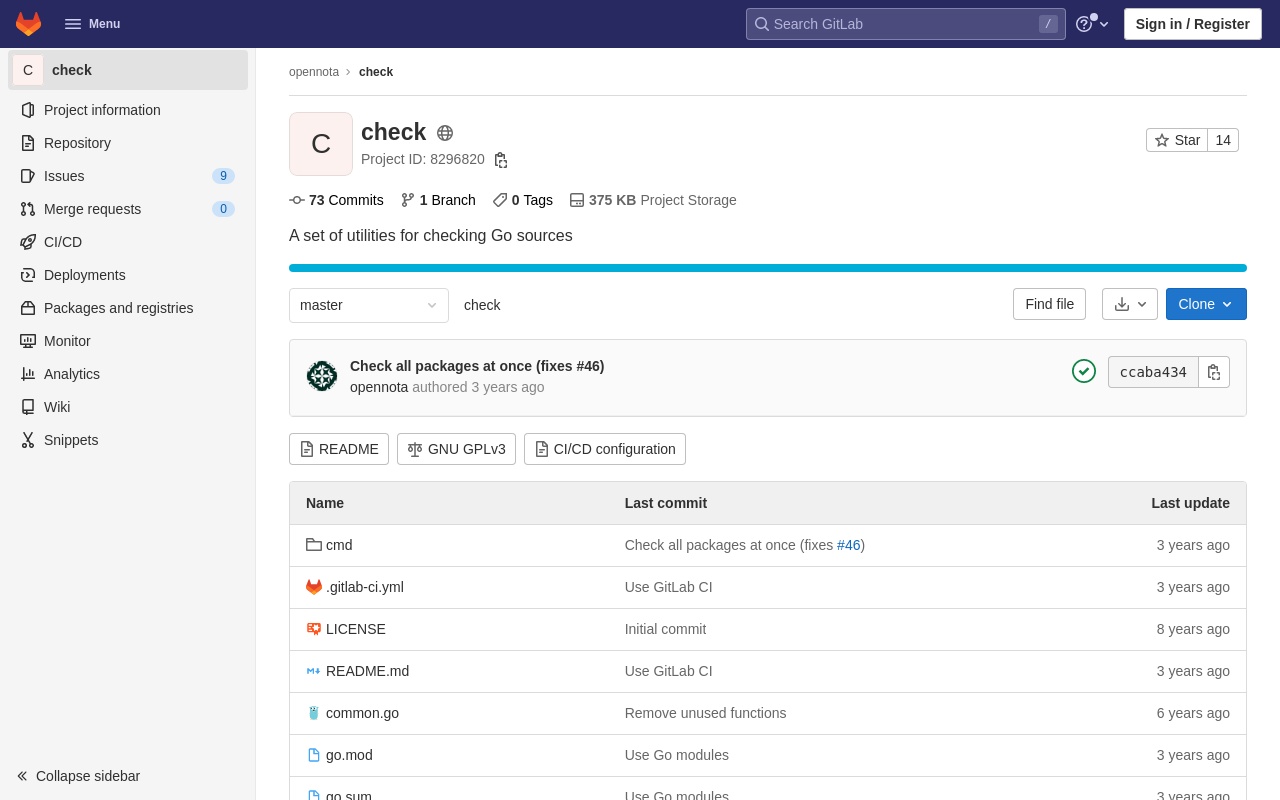 Menu
Search GitLab
/
Sign in / Register
C
check
Project information
Repository
Issues
9
Merge requests
0
CI/CD
Deployments
Packages and registries
Monitor
Analytics
Wiki
Snippets
Collapse sidebar
opennota
check
C
check
Project ID: 8296820
Star
14
73 Commits
1 Branch
0 Tags
375 KB Project Storage
A set of utilities for checking Go sources
master
check
Find file
Clone
Check all packages at once (fixes #46)
opennota authored 3 years ago
ccaba434
README
GNU GPLv3
CI/CD configuration
Name Last commit Last update
cmd Check all packages at once (fixes #46) 3 years ago
.gitlab-ci.yml Use GitLab CI 3 years ago
LICENSE Initial commit 8 years ago
README.md Use GitLab CI 3 years ago
common.go Remove unused functions 6 years ago
go.mod Use Go modules 3 years ago
go.sum Use Go modules 3 years ago